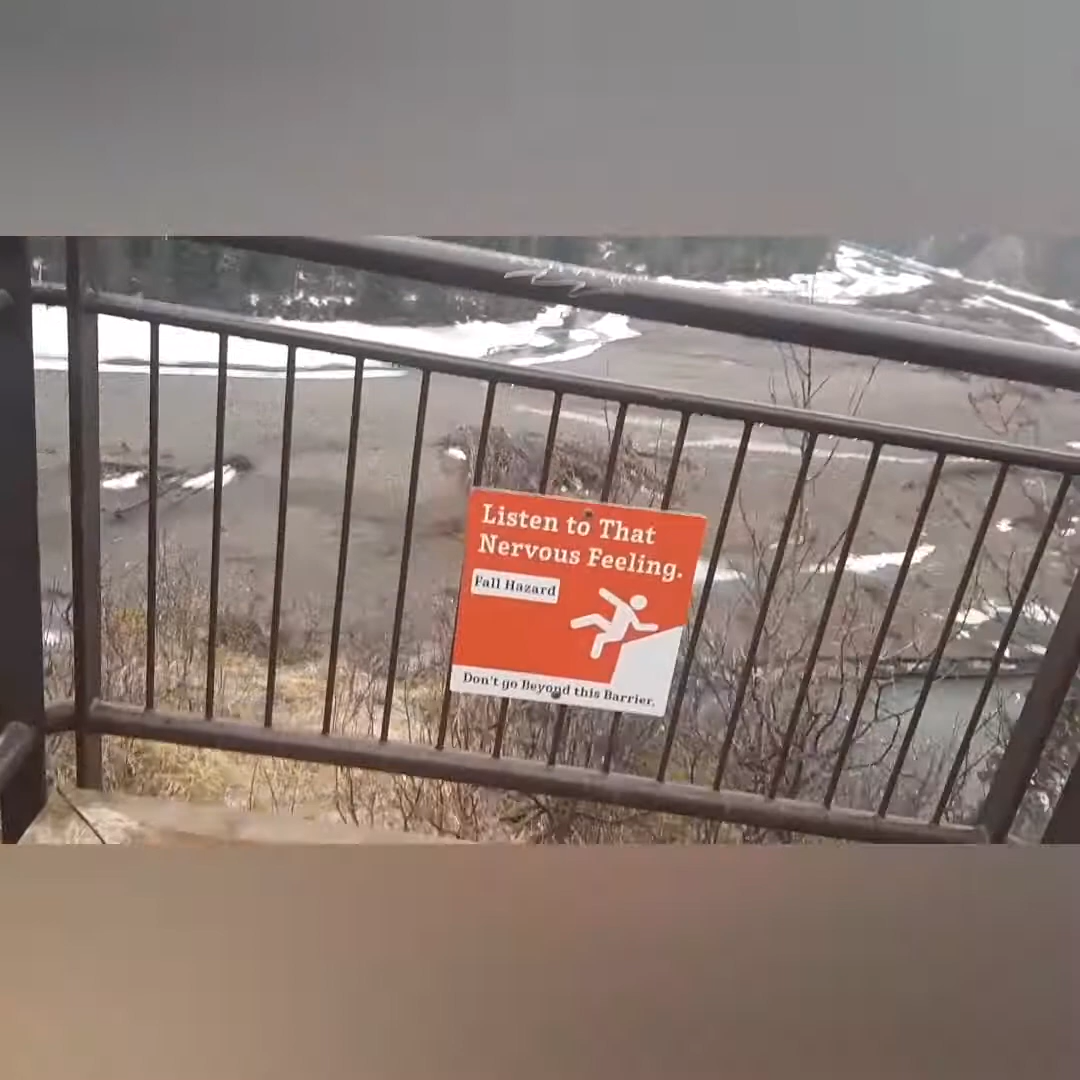 Listen to That
Nervous Feeling.
Fall Hazard
Don't go Beyond this Barrier.